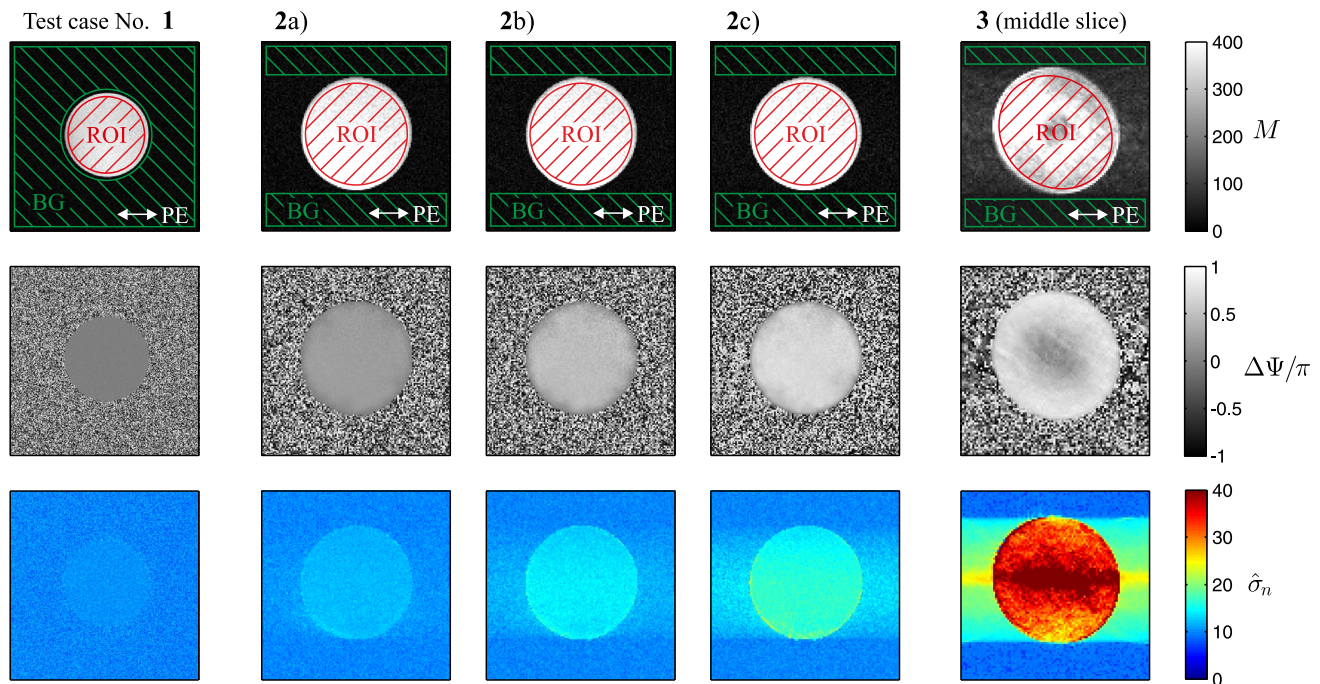 Test case No. 1 2a) 2b) 2c) 3 (middle slice)
ROI ROI ROI ROI ROI
BG PE BG PE BG PE BG PE BG PE
400
300
200
100
0
M
1
0.5
0
-0.5
-1
ΔΨ/π
40
30
20
10
0
σ̂ₙ